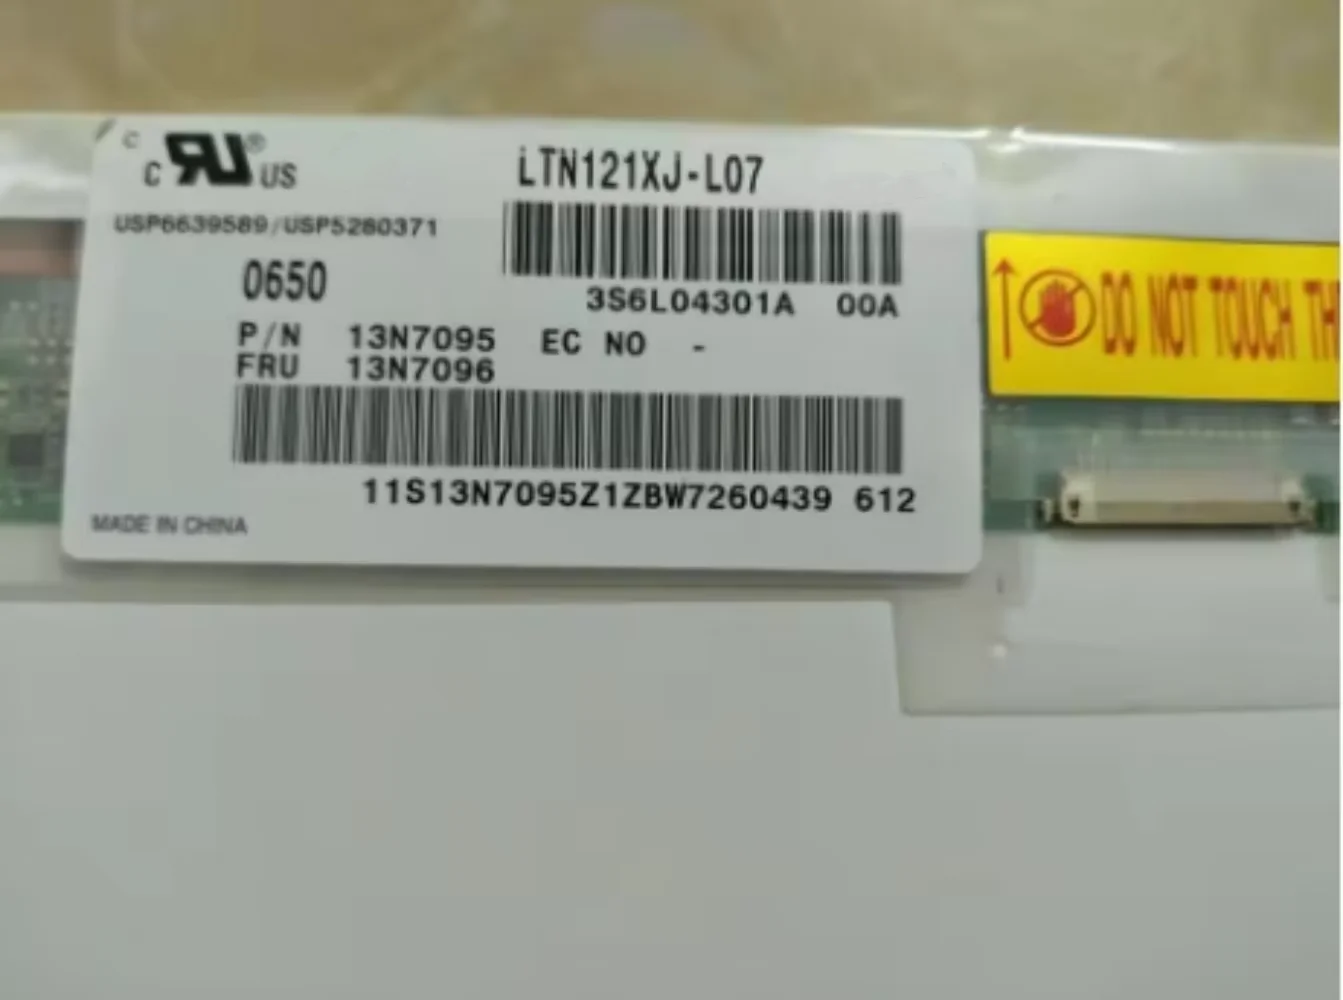 c RU® US
LTN121XJ-L07
USP6639589/USP5280371
0650
3S6L04301A 00A
P/N 13N7095 EC NO -
FRU 13N7096
11S13N7095Z1ZBW7260439 612
MADE IN CHINA
DO NOT TOUCH TH